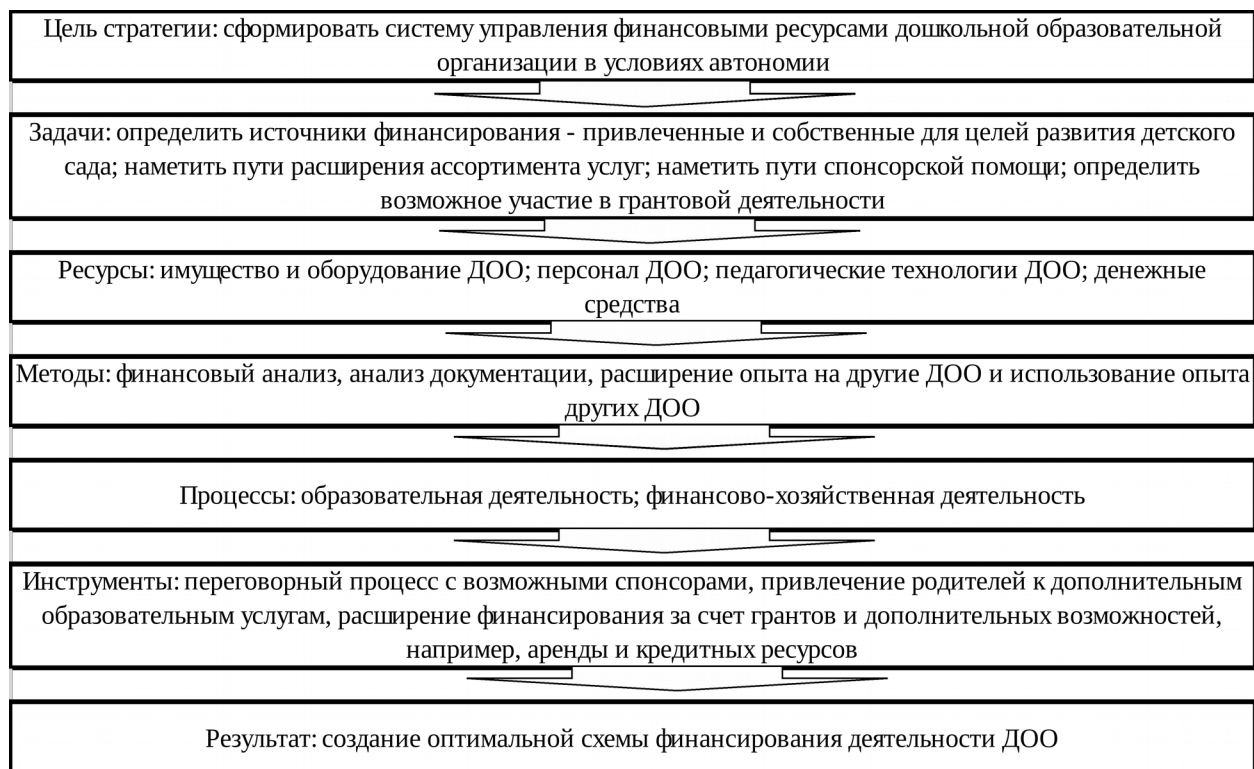 Цель стратегии: сформировать систему управления финансовыми ресурсами дошкольной образовательной
организации в условиях автономии
Задачи: определить источники финансирования - привлеченные и собственные для целей развития детского
сада; наметить пути расширения ассортимента услуг; наметить пути спонсорской помощи; определить
возможное участие в грантовой деятельности
Ресурсы: имущество и оборудование ДОО; персонал ДОО; педагогические технологии ДОО; денежные
средства
Методы: финансовый анализ, анализ документации, расширение опыта на другие ДОО и использование опыта
других ДОО
Процессы: образовательная деятельность; финансово-хозяйственная деятельность
Инструменты: переговорный процесс с возможными спонсорами, привлечение родителей к дополнительным
образовательным услугам, расширение финансирования за счет грантов и дополнительных возможностей,
например, аренды и кредитных ресурсов
Результат: создание оптимальной схемы финансирования деятельности ДОО